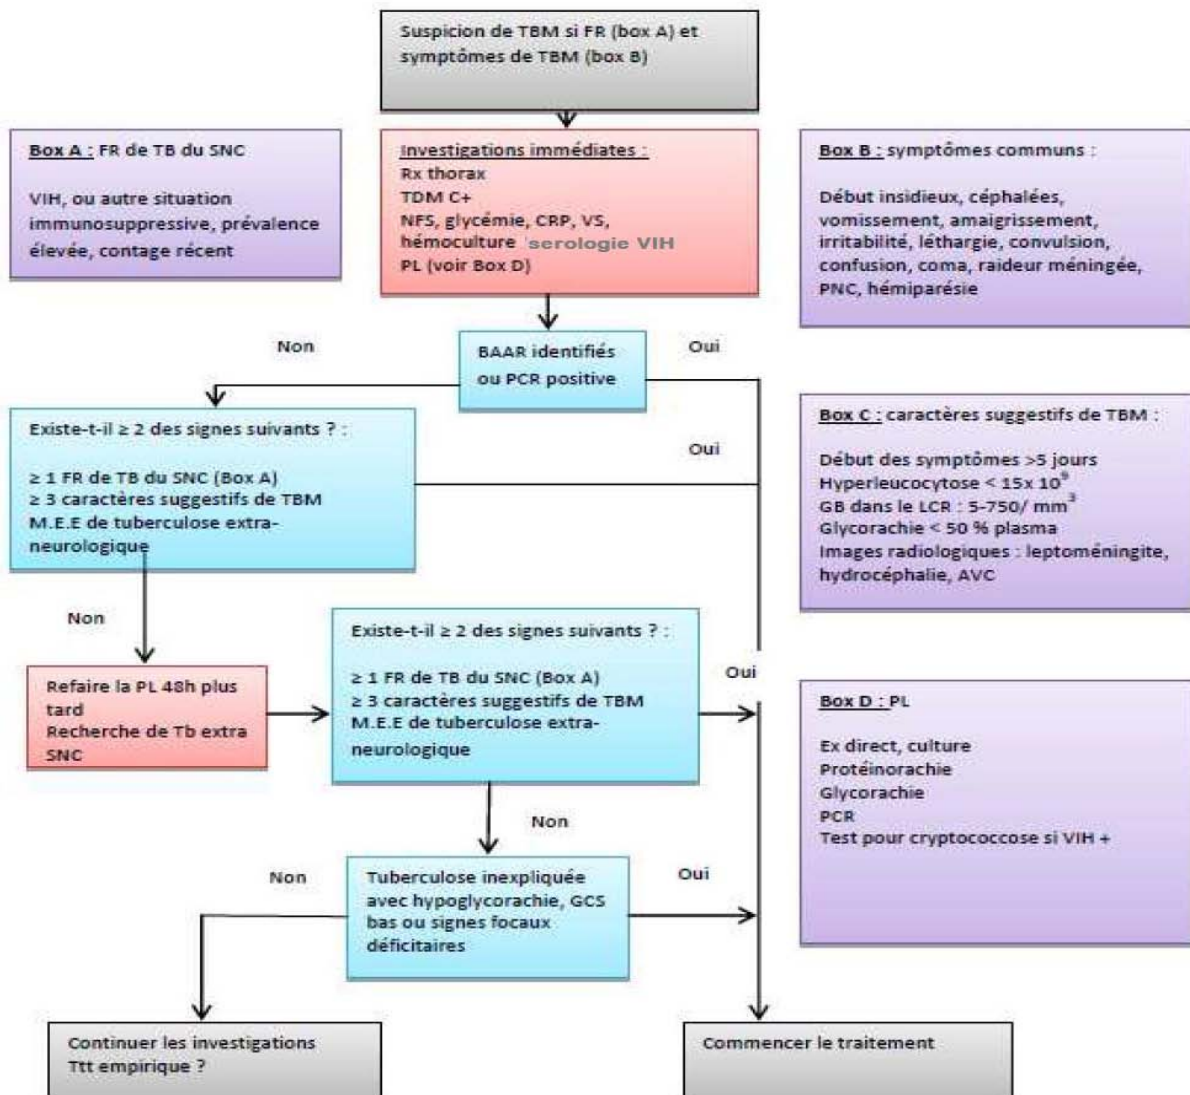 Suspicion de TBM si FR (box A) et
symptômes de TBM (box B)
Box A : FR de TB du SNC
VIH, ou autre situation
immunosuppressive, prévalence
élevée, contage récent
Investigations immédiates :
Rx thorax
TDM C+
NFS, glycémie, CRP, VS,
hémoculture 'serologie VIH
PL (voir Box D)
Box B : symptômes communs :
Début insidieux, céphalées,
vomissement, amaigrissement,
irritabilité, léthargie, convulsion,
confusion, coma, raideur méningée,
PNC, hémiparésie
Non
BAAR identifiés
ou PCR positive
Oui
Existe-t-il ≥ 2 des signes suivants ? :
≥ 1 FR de TB du SNC (Box A)
≥ 3 caractères suggestifs de TBM
M.E.E de tuberculose extra-
neurologique
Oui
Box C : caractères suggestifs de TBM :
Début des symptômes >5 jours
Hyperleucocytose < 15x 10⁹
GB dans le LCR : 5-750/ mm³
Glycorachie < 50 % plasma
Images radiologiques : leptoméningite,
hydrocéphalie, AVC
Non
Refaire la PL 48h plus
tard
Recherche de Tb extra
SNC
Existe-t-il ≥ 2 des signes suivants ? :
≥ 1 FR de TB du SNC (Box A)
≥ 3 caractères suggestifs de TBM
M.E.E de tuberculose extra-
neurologique
Oui
Box D : PL
Ex direct, culture
Protéinorachie
Glycorachie
PCR
Test pour cryptococcose si VIH +
Non
Non
Tuberculose inexpliquée
avec hypoglycorachie, GCS
bas ou signes focaux
déficitaires
Oui
Continuer les investigations
Ttt empirique ?
Commencer le traitement